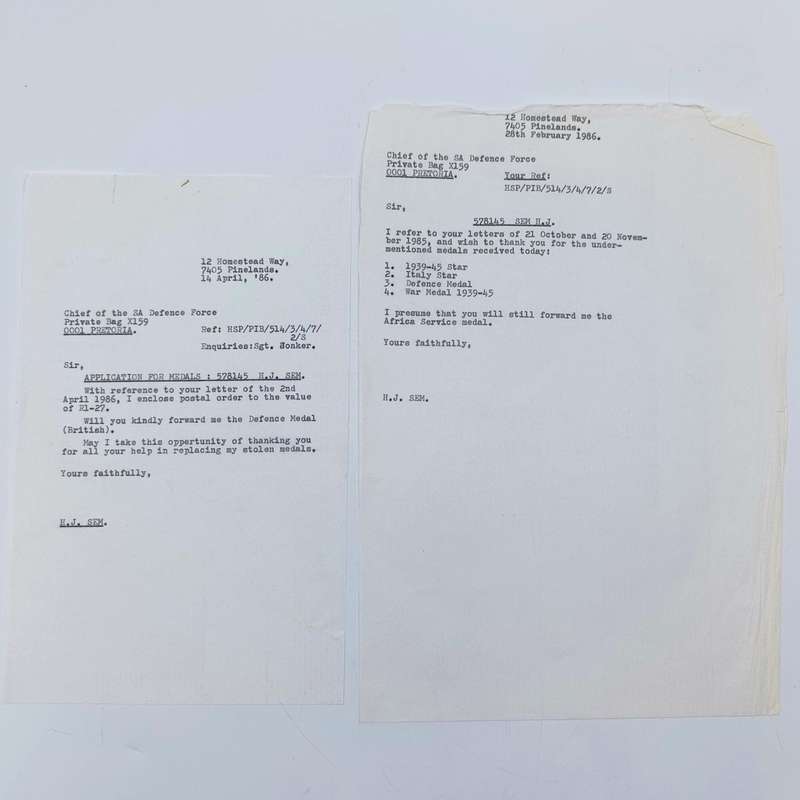 12 Homestead Way,
7405 Pinelands.
14 April, '86.
Chief of the SA Defence Force
Private Bag X159
0001 PRETORIA.
Ref: HSP/PIB/514/3/4/7/
2/S
Enquiries:Sgt. Jonker.
Sir,
APPLICATION FOR MEDALS : 578145 H.J. SEM.
With reference to your letter of the 2nd
April 1986, I enclose postal order to the value
of R1-27.
Will you kindly forward me the Defence Medal
(British).
May I take this oppertunity of thanking you
for all your help in replacing my stolen medals.
Yours faithfully,
H.J. SEM.
12 Homestead Way,
7405 Pinelands.
28th February 1986.
Chief of the SA Defence Force
Private Bag X159
0001 PRETORIA.
Your Ref:
HSP/PIB/514/3/4/7/2/S
Sir,
578145 SEM H.J.
I refer to your letters of 21 October and 20 Novem-
ber 1985, and wish to thank you for the under-
mentioned medals received today:
1. 1939-45 Star
2. Italy Star
3. Defence Medal
4. War Medal 1939-45
I presume that you will still forward me the
Africa Service medal.
Yours faithfully,
H.J. SEM.